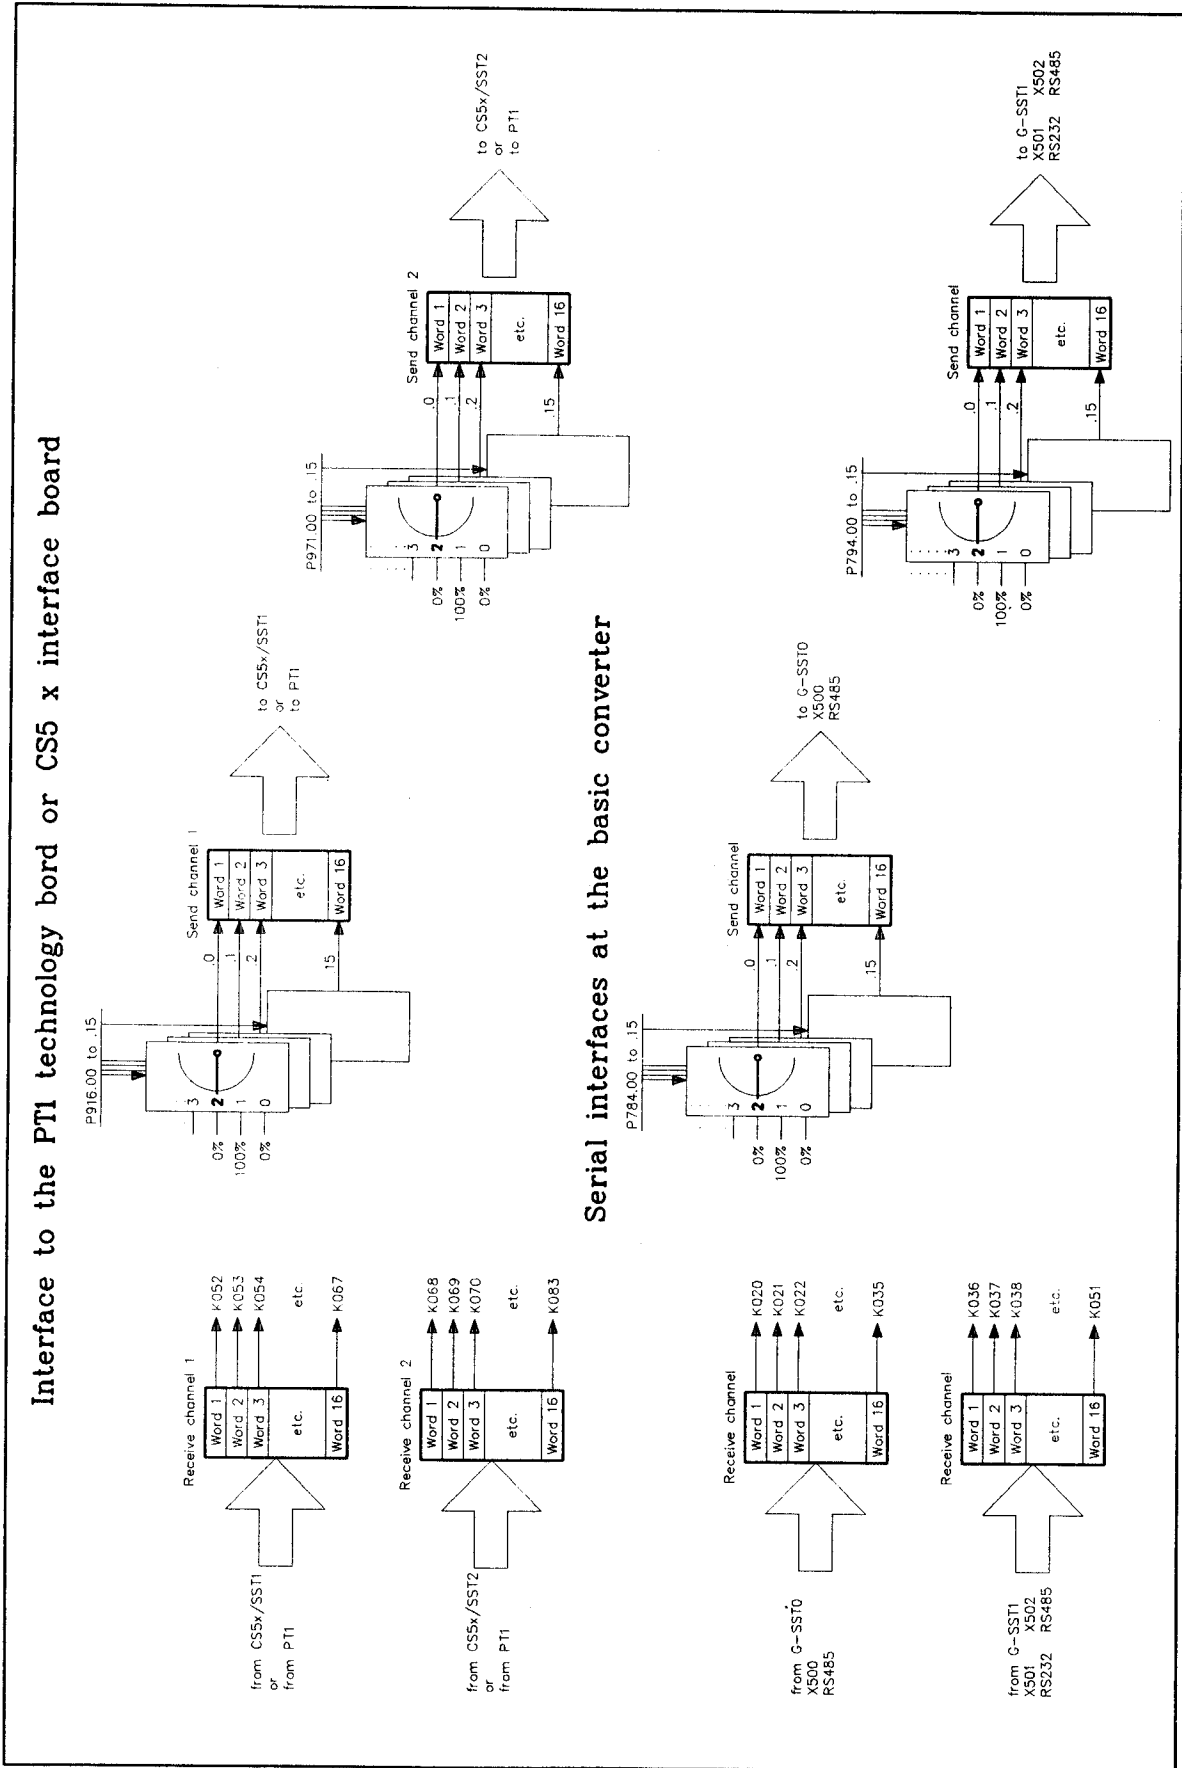 Interface to the PT1 technology bord or CS5 x interface board
from CS5x/SST1
or
from PT1
Receive channel 1
Word 1
Word 2
Word 3
etc.
Word 16
K052
K053
K054
etc.
K067
P916.00 to .15
3
2
1
0
0%
100%
0%
.0
.1
.2
.15
Send channel 1
Word 1
Word 2
Word 3
etc.
Word 16
to CS5x/SST1
or
to PT1
from CS5x/SST2
or
from PT1
Receive channel 2
Word 1
Word 2
Word 3
etc.
Word 16
K068
K069
K070
etc.
K083
P971.00 to .15
3
2
1
0
0%
100%
0%
.0
.1
.2
.15
Send channel 2
Word 1
Word 2
Word 3
etc.
Word 16
to CS5x/SST2
or
to PT1
Serial interfaces at the basic converter
from G-SST0
X500
RS485
Receive channel
Word 1
Word 2
Word 3
etc.
Word 16
K020
K021
K022
etc.
K035
P784.00 to .15
3
2
1
0
0%
100%
0%
.0
.1
.2
.15
Send channel
Word 1
Word 2
Word 3
etc.
Word 16
to G-SST0
X500
RS485
from G-SST1
X501 X502
RS232 RS485
Receive channel
Word 1
Word 2
Word 3
etc.
Word 16
K036
K037
K038
etc.
K051
P794.00 to .15
3
2
1
0
0%
100%
0%
.0
.1
.2
.15
Send channel
Word 1
Word 2
Word 3
etc.
Word 16
to G-SST1
X501 X502
RS232 RS485